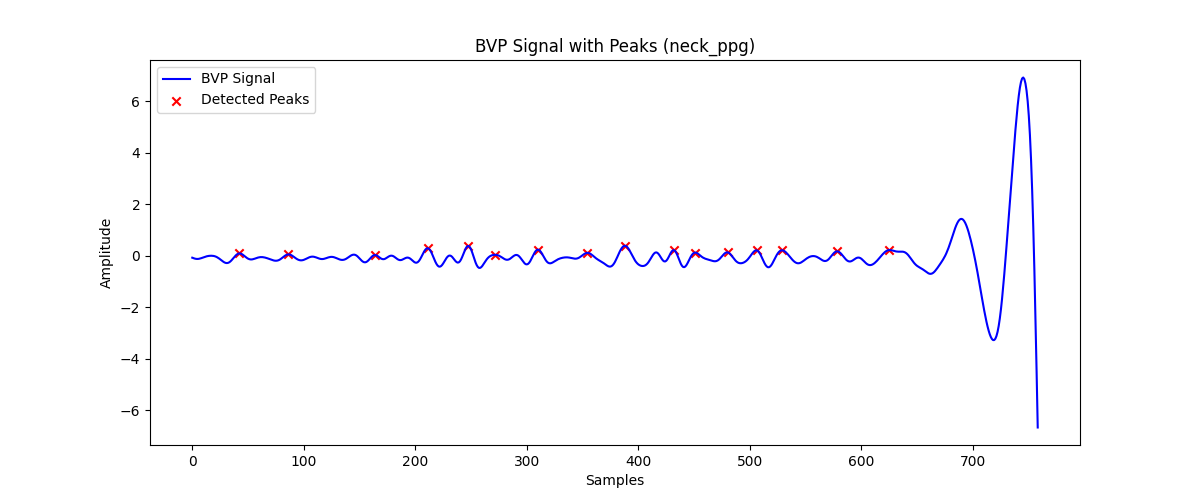 BVP Signal with Peaks (neck_ppg)
BVP Signal
Detected Peaks
Amplitude
6
4
2
0
−2
−4
−6
0 100 200 300 400 500 600 700
Samples